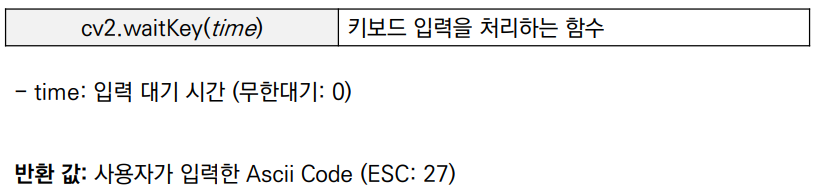 cv2.waitKey(time) 키보드 입력을 처리하는 함수
- time: 입력 대기 시간 (무한대기: 0)
반환 값: 사용자가 입력한 Ascii Code (ESC: 27)